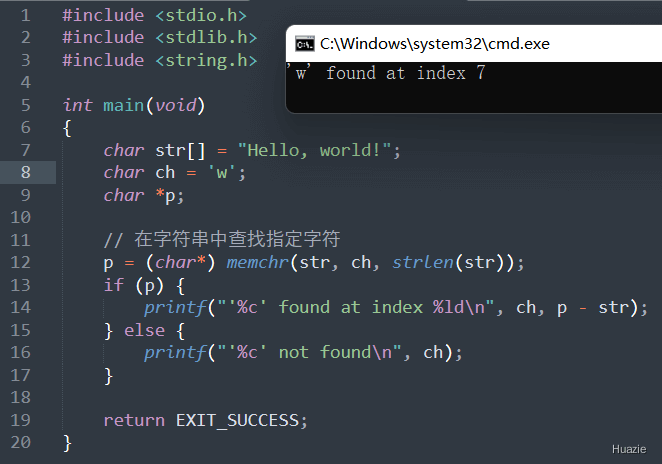 1 #include <stdio.h>
2 #include <stdlib.h>
3 #include <string.h>
4
5 int main(void)
6 {
7     char str[] = "Hello, world!";
8     char ch = 'w';
9     char *p;
10
11     // 在字符串中查找指定字符
12     p = (char*) memchr(str, ch, strlen(str));
13     if (p) {
14         printf("'%c' found at index %ld\n", ch, p - str);
15     } else {
16         printf("'%c' not found\n", ch);
17     }
18
19     return EXIT_SUCCESS;
20 }
C:\Windows\system32\cmd.exe
'w' found at index 7
Huazie